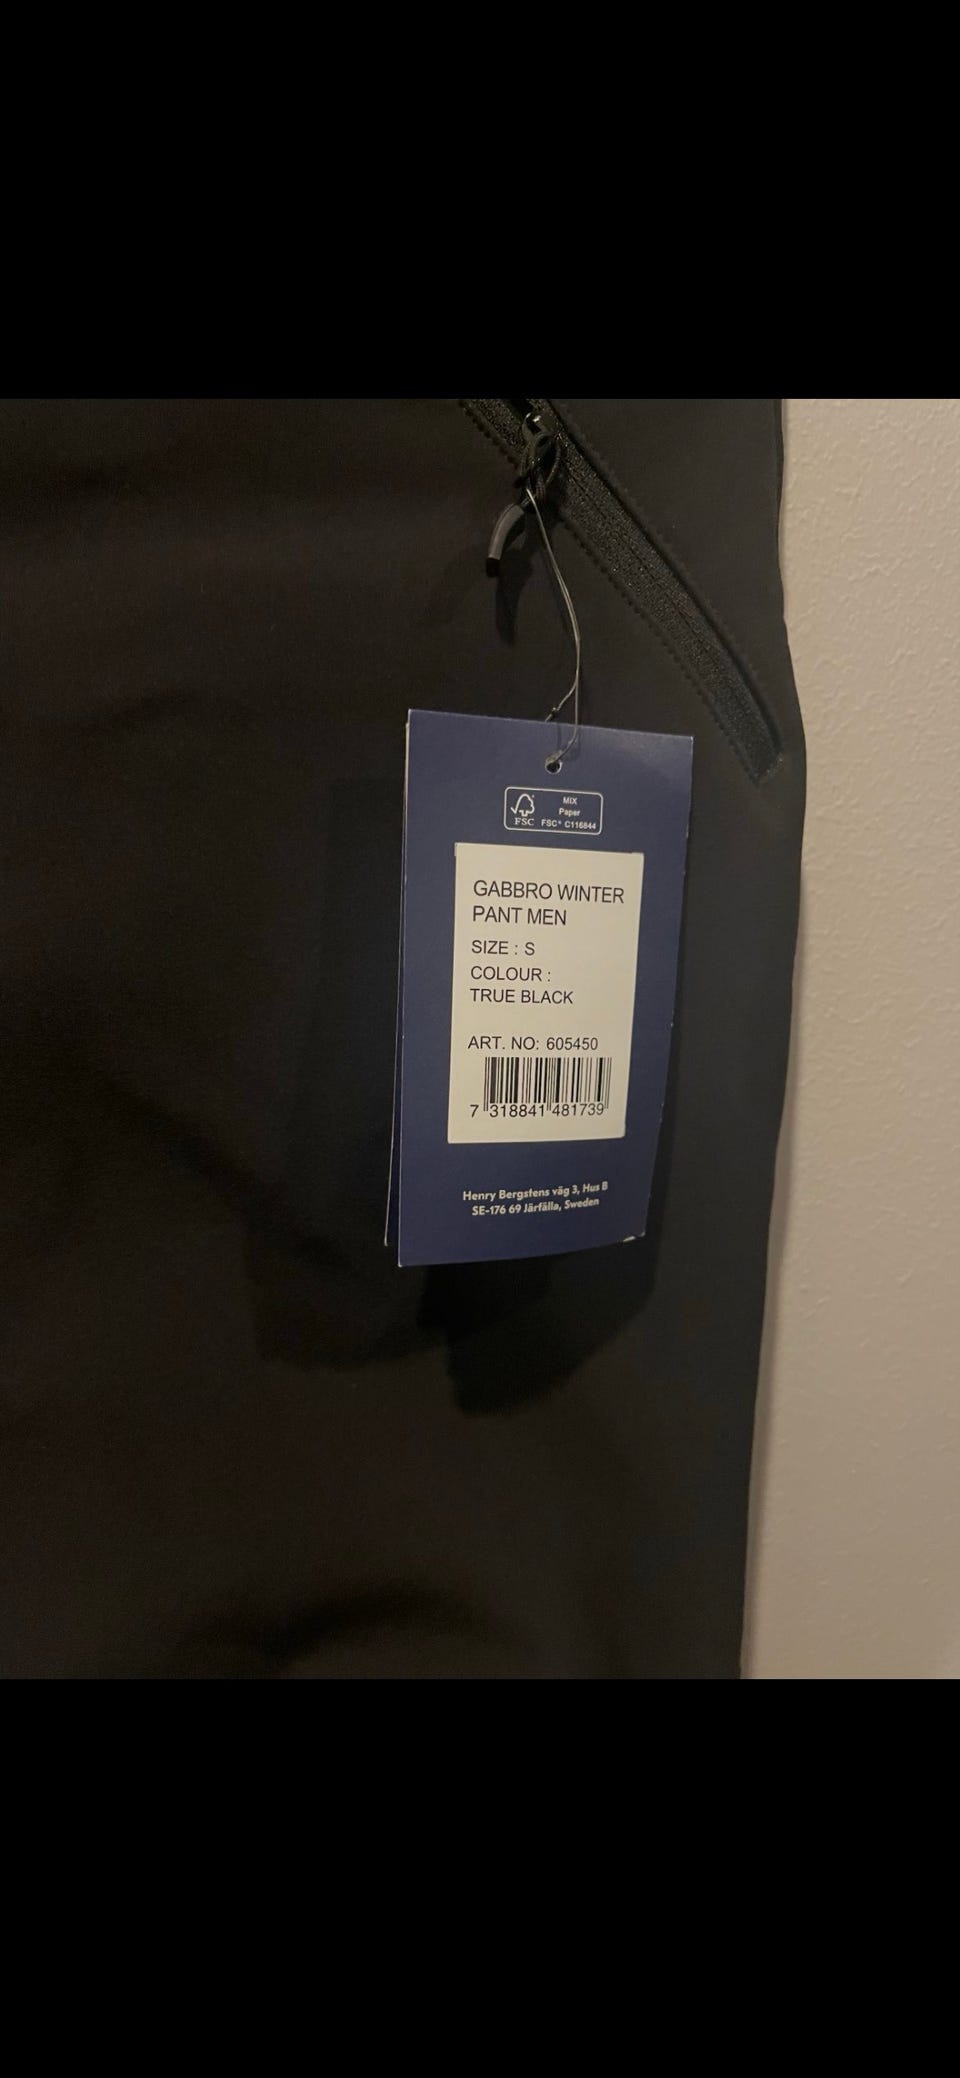 MIX
Paper
FSC FSC® C116844
GABBRO WINTER
PANT MEN
SIZE : S
COLOUR :
TRUE BLACK
ART. NO: 605450
7 318841 481739
Henry Bergstens väg 3, Hus B
SE-176 69 Järfälla, Sweden